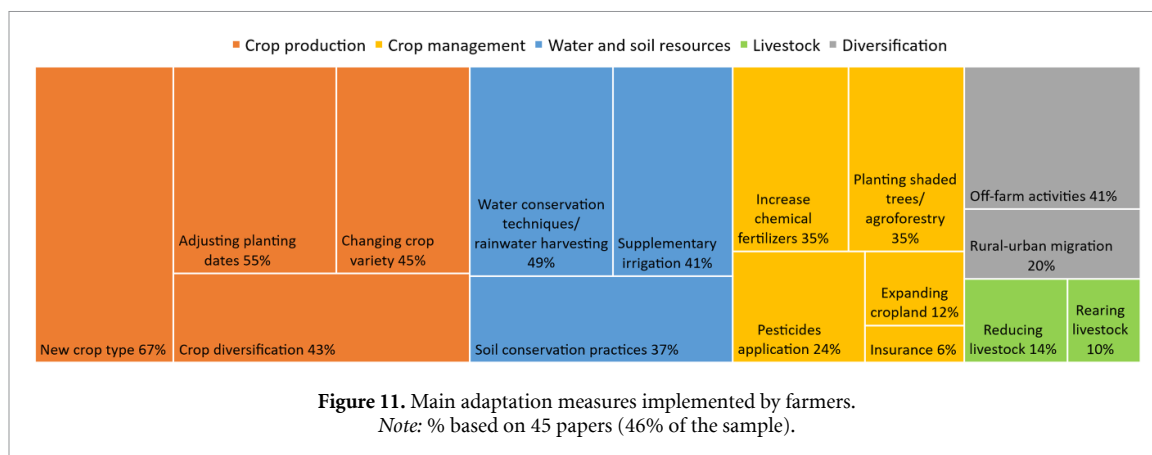 Crop production Crop management Water and soil resources Livestock Diversification
New crop type 67%
Adjusting planting
dates 55%
Changing crop
variety 45%
Crop diversification 43%
Water conservation
techniques/
rainwater harvesting
49%
Supplementary
irrigation 41%
Soil conservation practices 37%
Increase
chemical
fertilizers 35%
Planting shaded
trees/
agroforestry
35%
Pesticides
application 24%
Expanding
cropland 12%
Insurance 6%
Off-farm activities 41%
Rural-urban migration
20%
Reducing
livestock 14%
Rearing
livestock
10%
Figure 11. Main adaptation measures implemented by farmers.
Note: % based on 45 papers (46% of the sample).